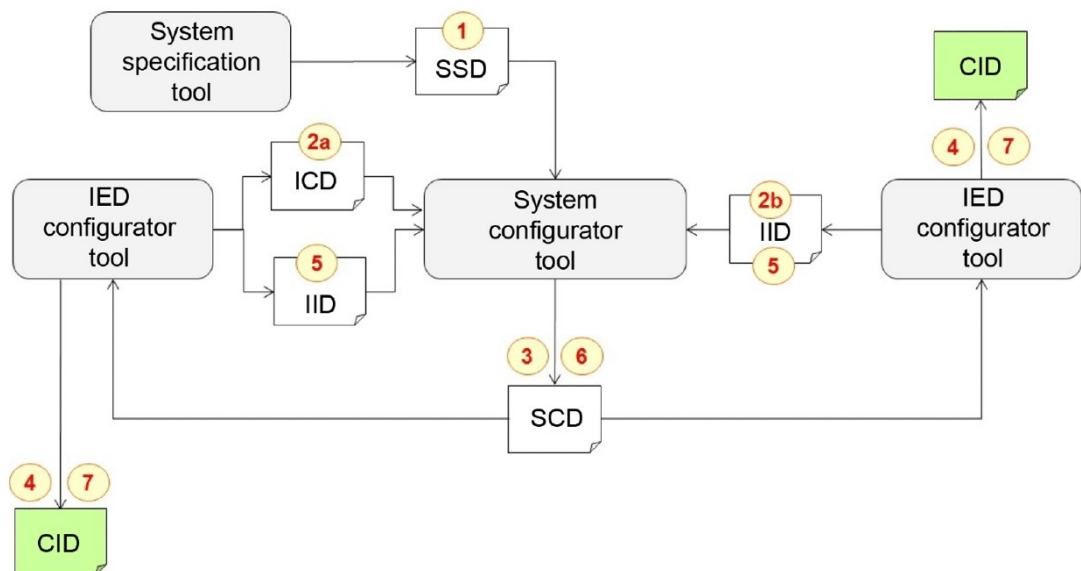 System
specification
tool
1
SSD
CID
4
7
2a
ICD
IED
configurator
tool
5
IID
System
configurator
tool
2b
IID
5
IED
configurator
tool
3
6
SCD
4
7
CID